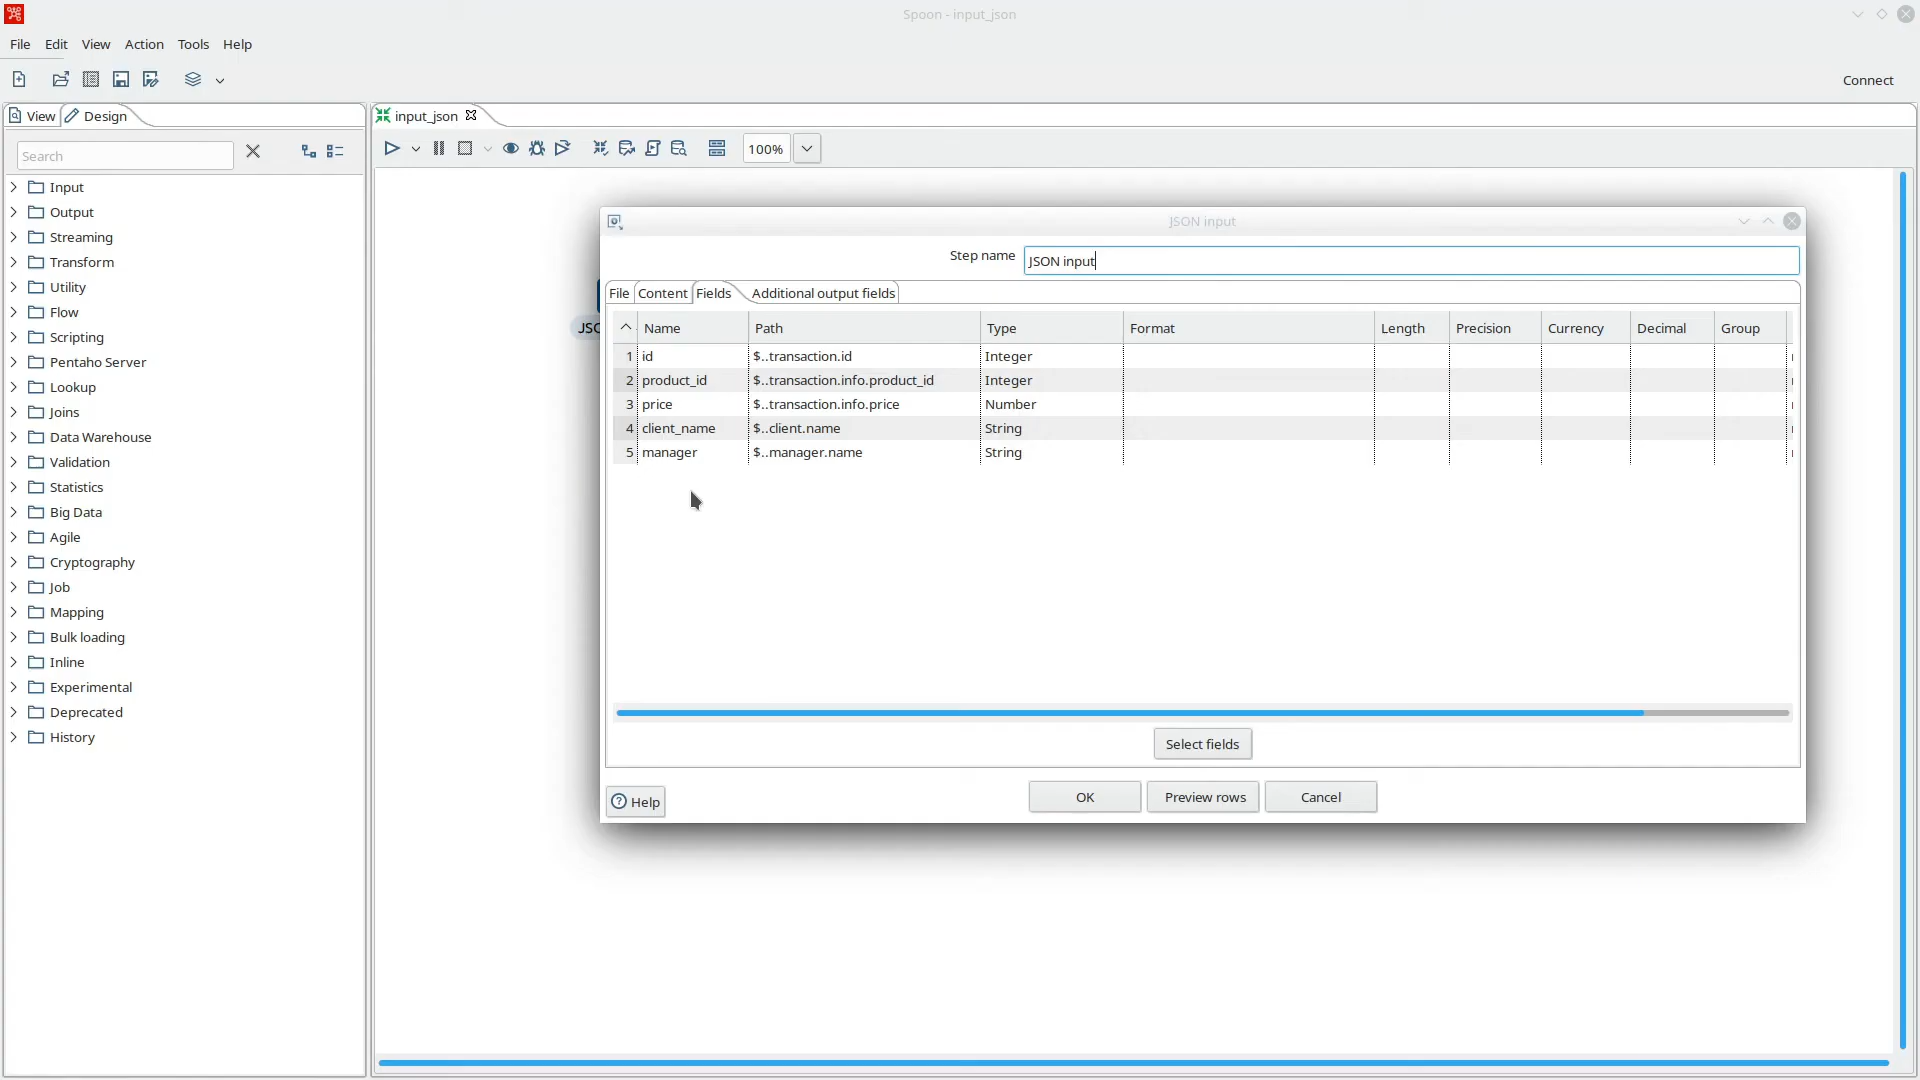 Spoon - input_json
File Edit View Action Tools Help
Connect
View Design
input_json
100%
Search
Input
Output
Streaming
Transform
Utility
Flow
Scripting
Pentaho Server
Lookup
Joins
Data Warehouse
Validation
Statistics
Big Data
Agile
Cryptography
Job
Mapping
Bulk loading
Inline
Experimental
Deprecated
History
JSO
JSON input
Step name JSON input
File Content Fields Additional output fields
Name Path Type Format Length Precision Currency Decimal Group
1 id $..transaction.id Integer
2 product_id $..transaction.info.product_id Integer
3 price $..transaction.info.price Number
4 client_name $..client.name String
5 manager $..manager.name String
Select fields
Help OK Preview rows Cancel